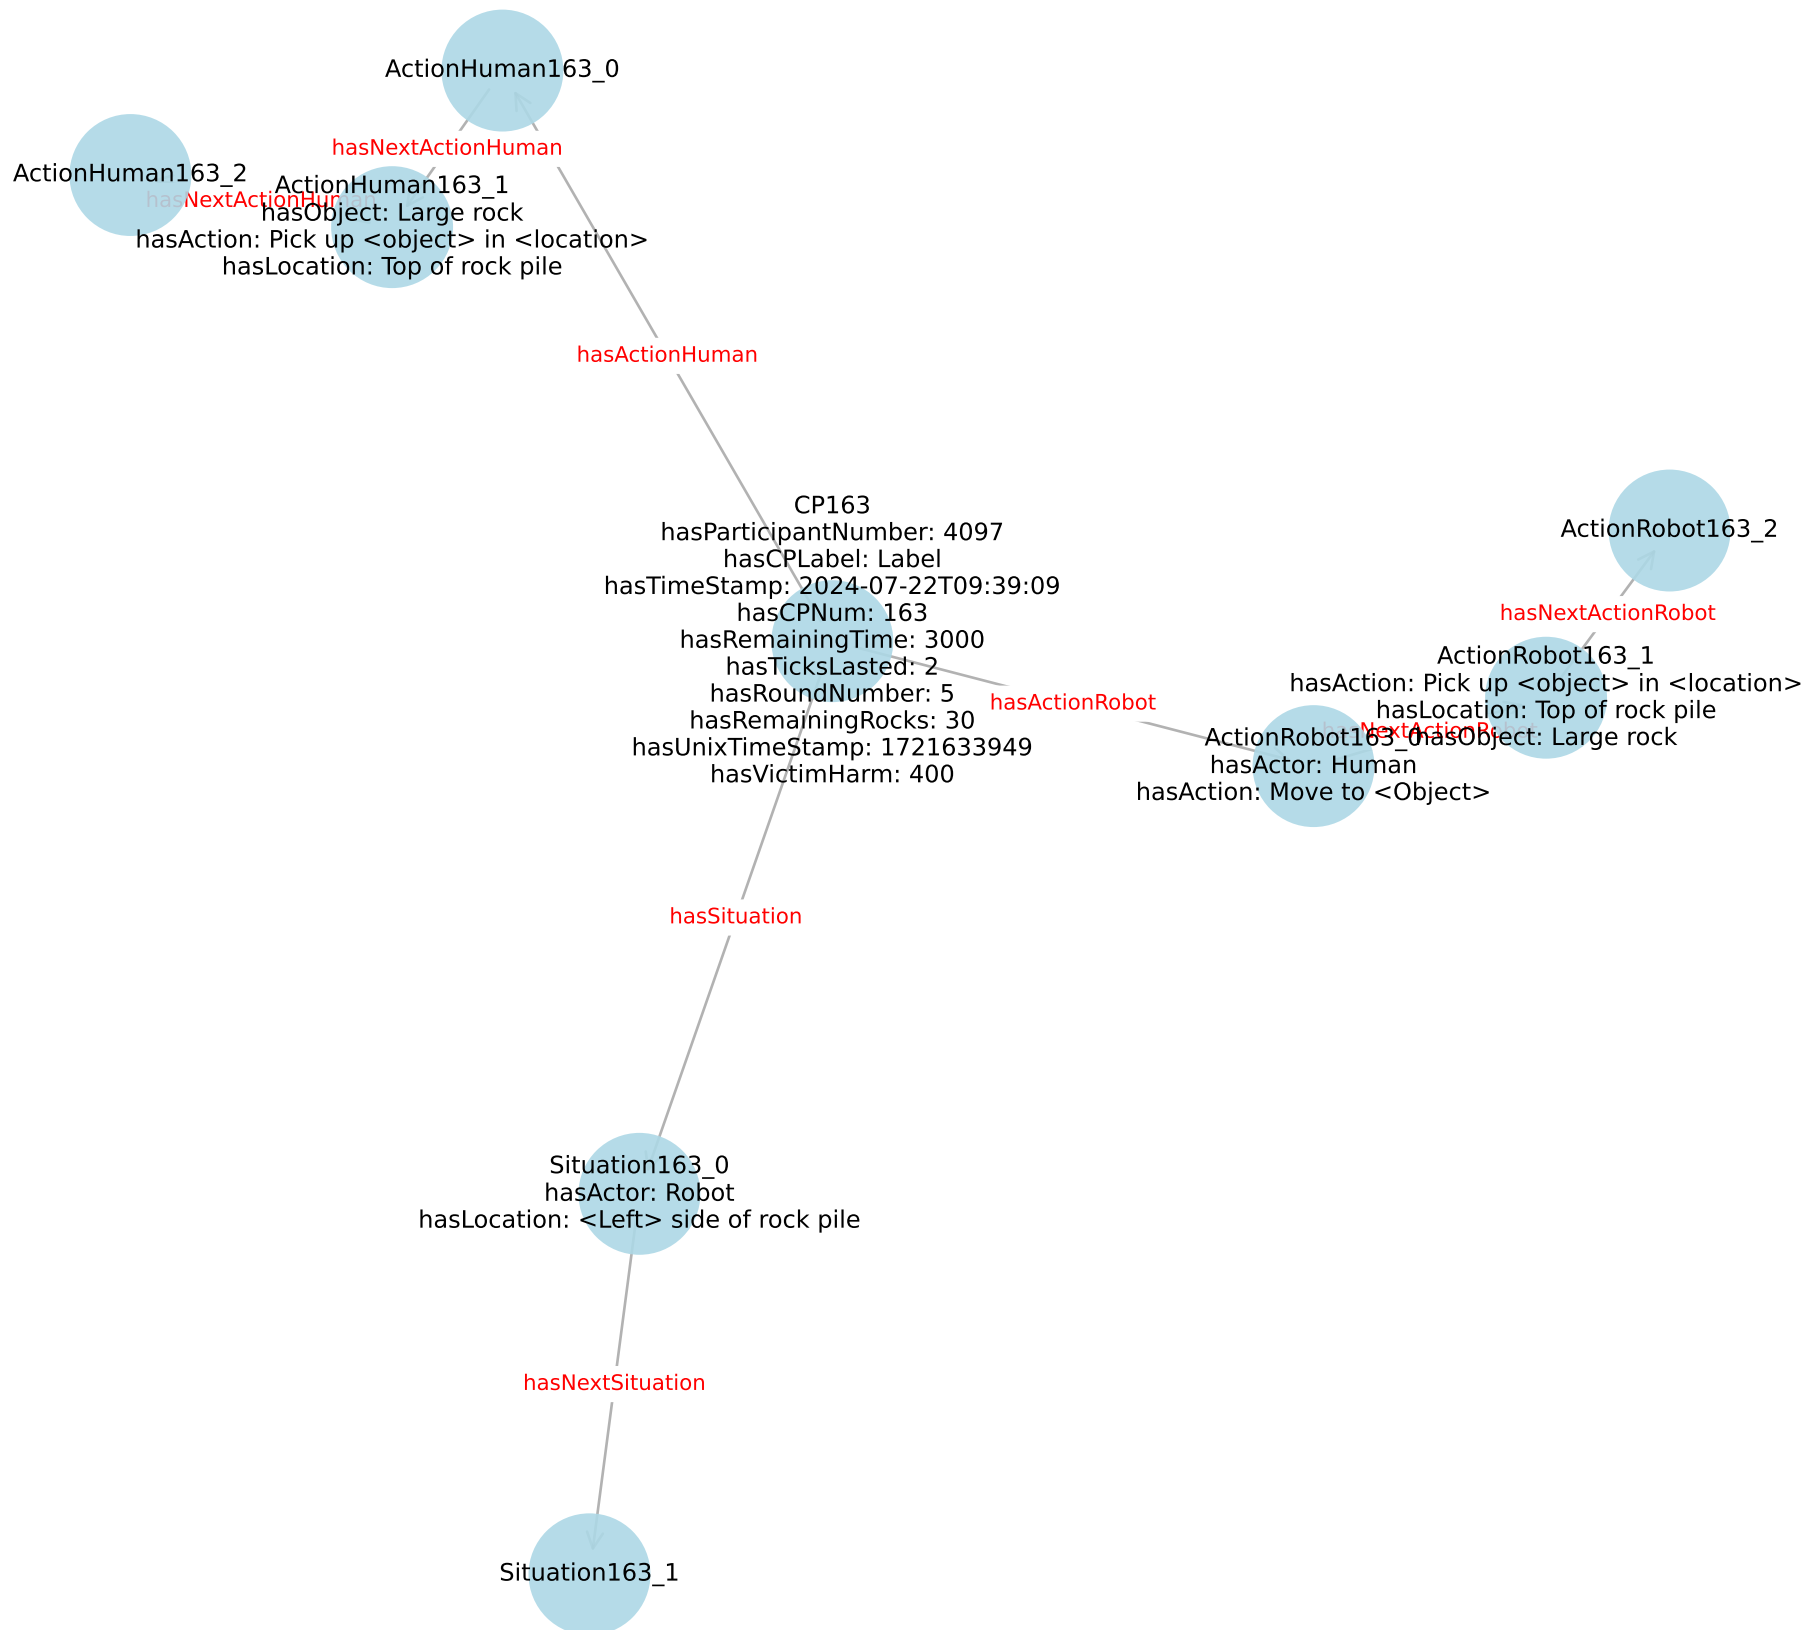 ActionHuman163_0
hasNextActionHuman
ActionHuman163_2
hasNextActionHuman
ActionHuman163_1
hasObject: Large rock
hasAction: Pick up <object> in <location>
hasLocation: Top of rock pile
hasActionHuman
CP163
hasParticipantNumber: 4097
hasCPLabel: Label
hasTimeStamp: 2024-07-22T09:39:09
hasCPNum: 163
hasRemainingTime: 3000
hasTicksLasted: 2
hasRoundNumber: 5
hasRemainingRocks: 30
hasUnixTimeStamp: 1721633949
hasVictimHarm: 400
ActionRobot163_2
hasNextActionRobot
ActionRobot163_1
hasAction: Pick up <object> in <location>
hasLocation: Top of rock pile
hasObject: Large rock
hasActionRobot
hasNextActionRobot
ActionRobot163_0
hasActor: Human
hasAction: Move to <Object>
hasSituation
Situation163_0
hasActor: Robot
hasLocation: <Left> side of rock pile
hasNextSituation
Situation163_1